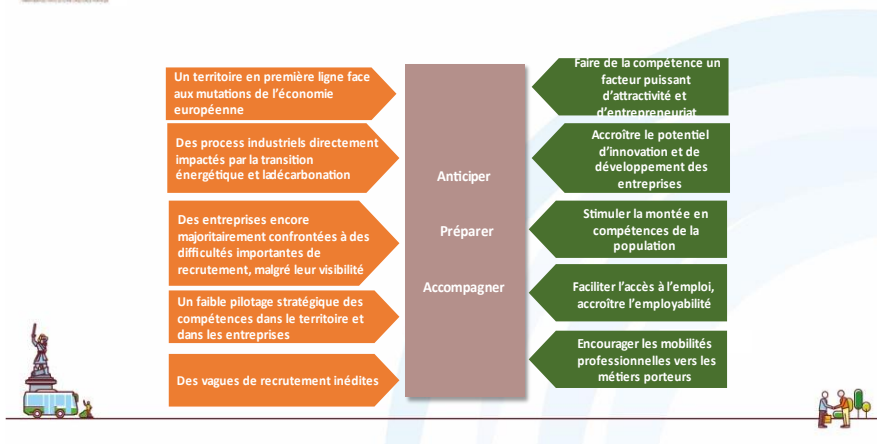 Un territoire en première ligne face
aux mutations de l'économie
européenne
Des process industriels directement
impactés par la transition
énergétique et ladécarbonation
Des entreprises encore
majoritairement confrontées à des
difficultés importantes de
recrutement, malgré leur visibilité
Un faible pilotage stratégique des
compétences dans le territoire et
dans les entreprises
Des vagues de recrutement inédites
Anticiper
Préparer
Accompagner
Faire de la compétence un
facteur puissant
d'attractivité et
d'entrepreneuriat
Accroître le potentiel
d'innovation et de
développement des
entreprises
Stimuler la montée en
compétences de la
population
Faciliter l'accès à l'emploi,
accroître l'employabilité
Encourager les mobilités
professionnelles vers les
métiers porteurs